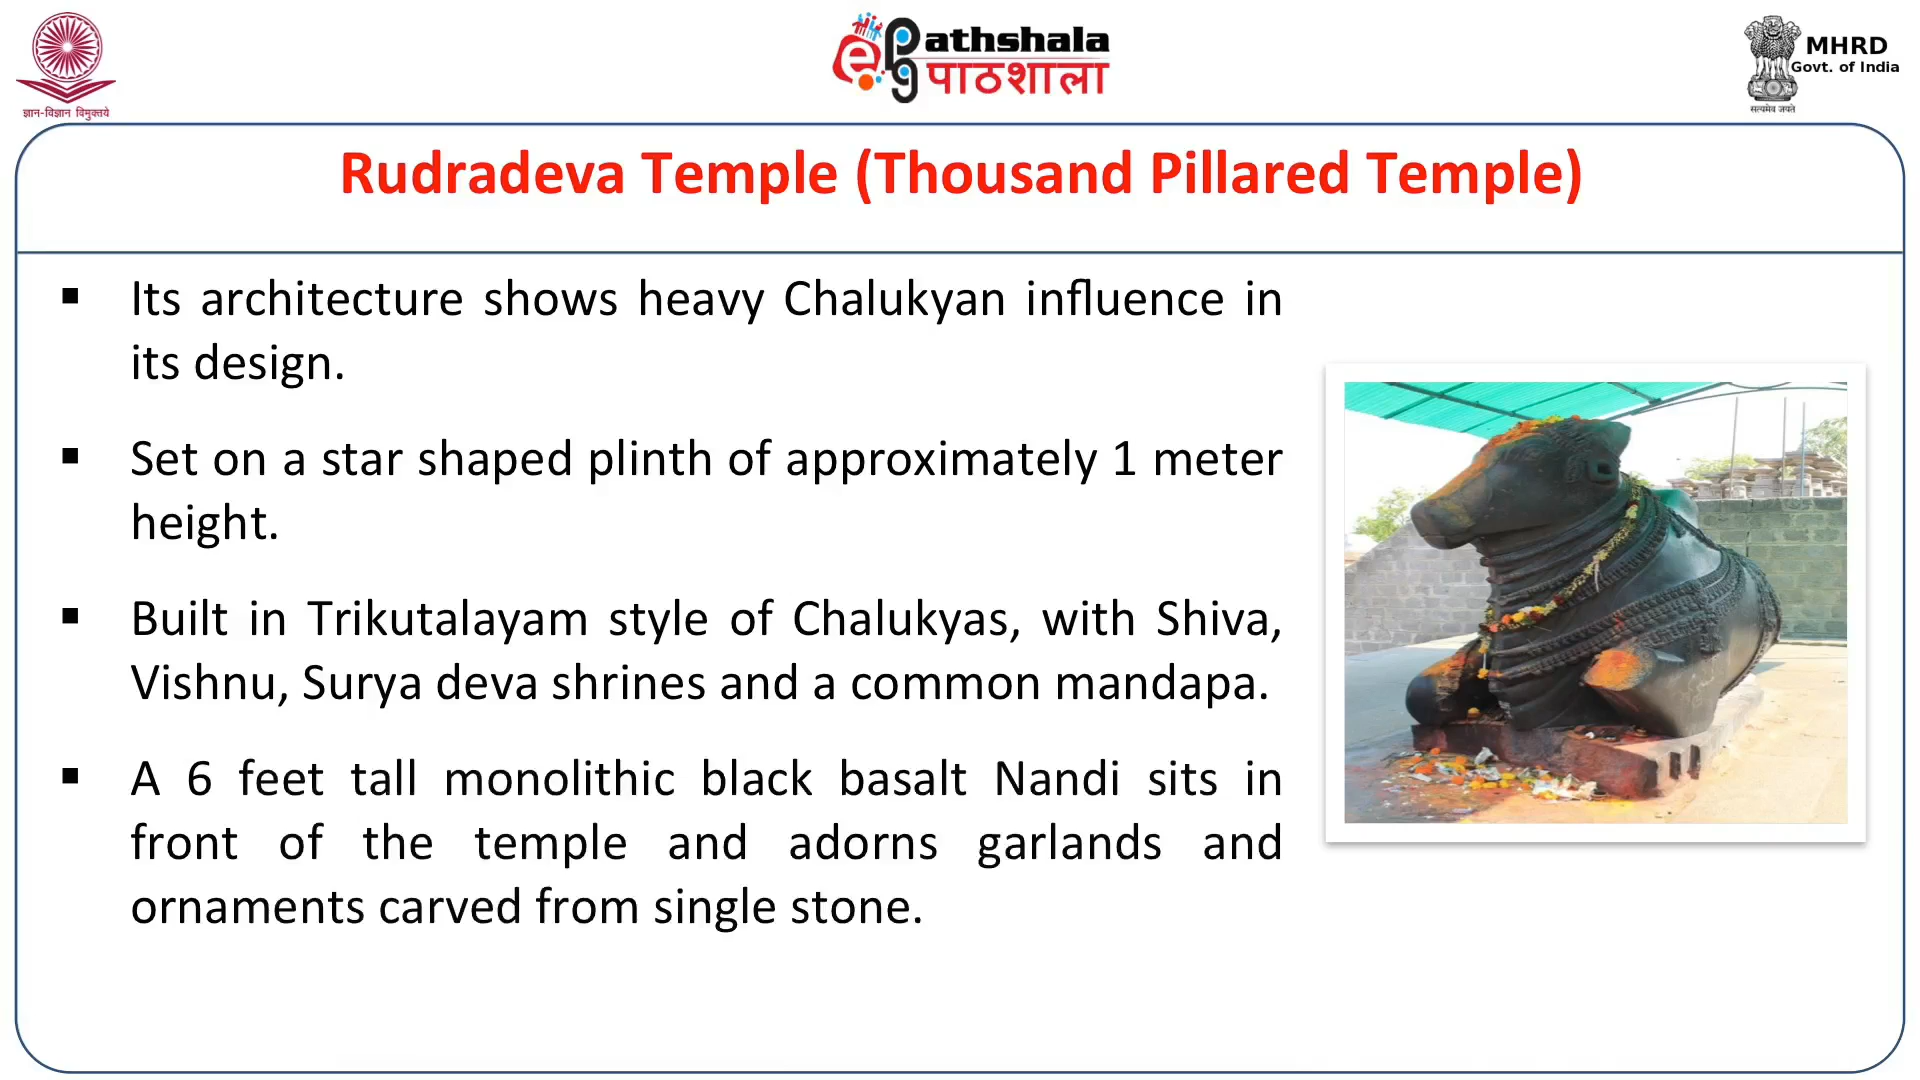 ज्ञान-विज्ञान विमुक्तये
ePG Pathshala
पाठशाला
MHRD
Govt. of India
सत्यमेव जयते
Rudradeva Temple (Thousand Pillared Temple)
▪ Its architecture shows heavy Chalukyan influence in
its design.
▪ Set on a star shaped plinth of approximately 1 meter
height.
▪ Built in Trikutalayam style of Chalukyas, with Shiva,
Vishnu, Surya deva shrines and a common mandapa.
▪ A 6 feet tall monolithic black basalt Nandi sits in
front of the temple and adorns garlands and
ornaments carved from single stone.